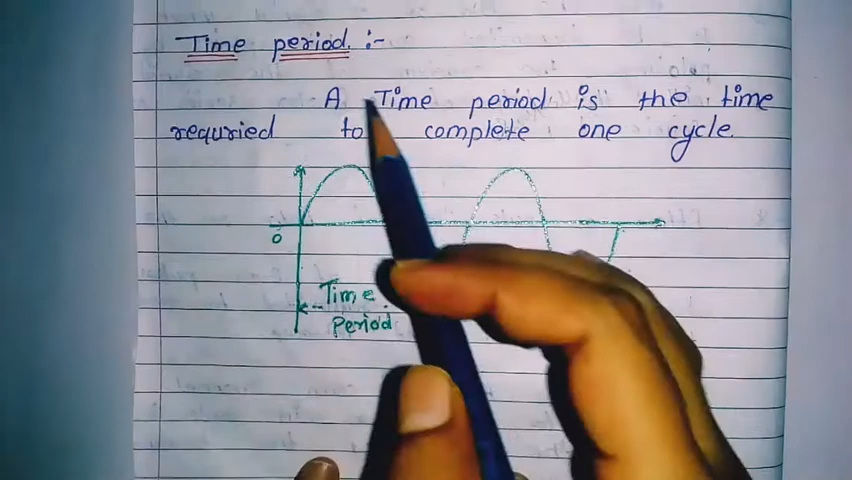 Time period :-
A Time period is the time
requried to complete one cycle.
0
Time
Period